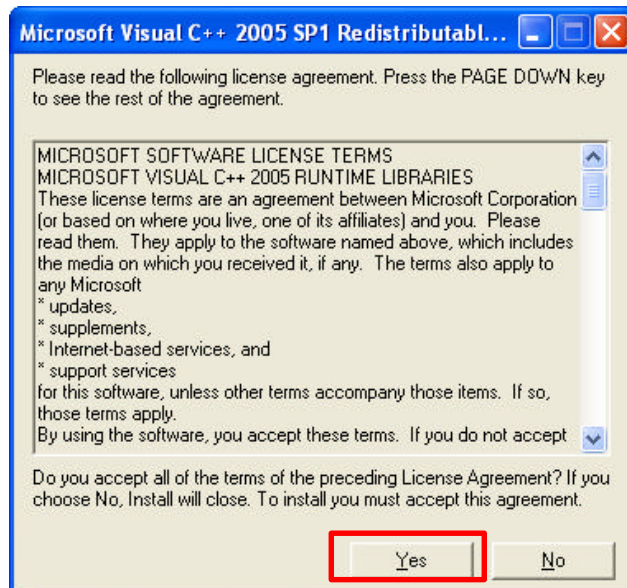 Microsoft Visual C++ 2005 SP1 Redistributabl...
Please read the following license agreement. Press the PAGE DOWN key
to see the rest of the agreement.
MICROSOFT SOFTWARE LICENSE TERMS
MICROSOFT VISUAL C++ 2005 RUNTIME LIBRARIES
These license terms are an agreement between Microsoft Corporation
(or based on where you live, one of its affiliates) and you.  Please
read them.  They apply to the software named above, which includes
the media on which you received it, if any.  The terms also apply to
any Microsoft
* updates,
* supplements,
* Internet-based services, and
* support services
for this software, unless other terms accompany those items.  If so,
those terms apply.
By using the software, you accept these terms.  If you do not accept
Do you accept all of the terms of the preceding License Agreement? If you
choose No, Install will close. To install you must accept this agreement.
Yes
No